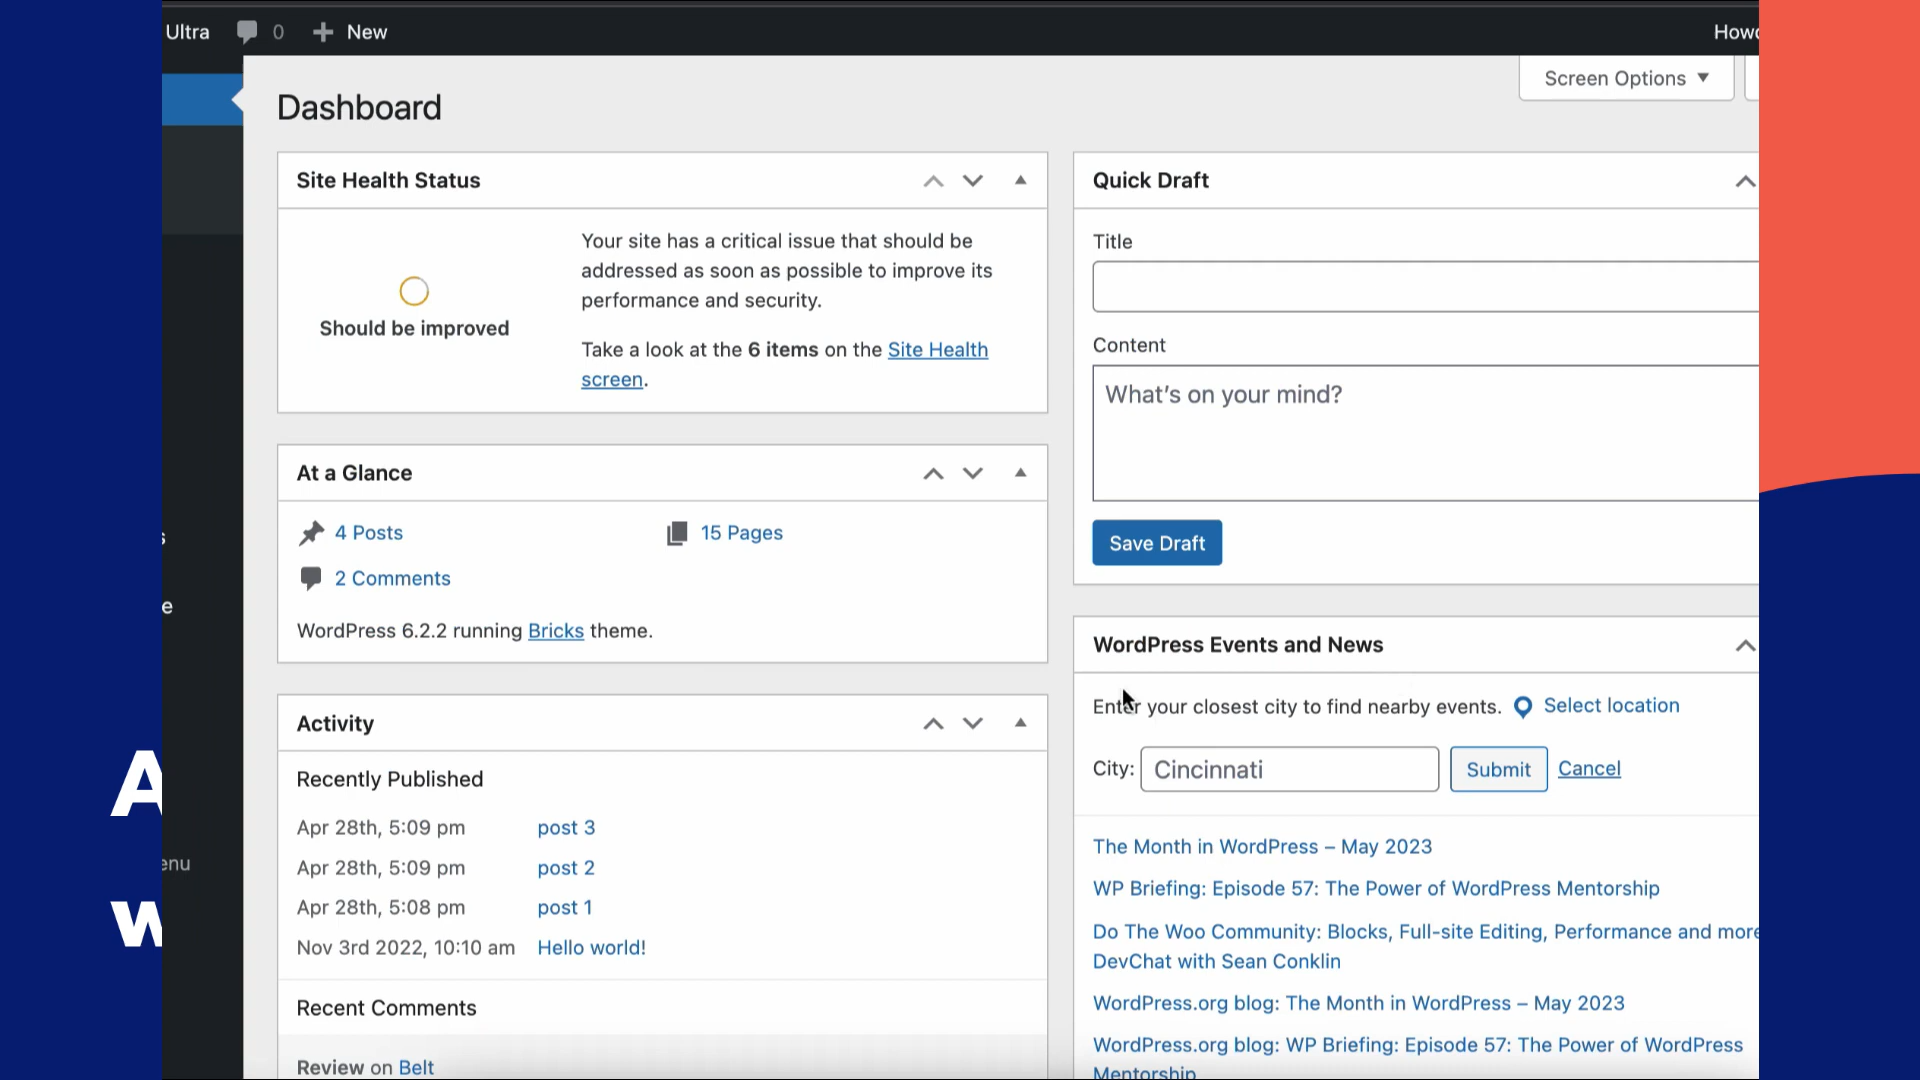 Ultra 0 New
Howd
Screen Options
Dashboard
Site Health Status
Should be improved
Your site has a critical issue that should be
addressed as soon as possible to improve its
performance and security.
Take a look at the 6 items on the Site Health
screen.
At a Glance
4 Posts
15 Pages
2 Comments
WordPress 6.2.2 running Bricks theme.
Activity
Recently Published
Apr 28th, 5:09 pm post 3
Apr 28th, 5:09 pm post 2
Apr 28th, 5:08 pm post 1
Nov 3rd 2022, 10:10 am Hello world!
Recent Comments
Review on Belt
Quick Draft
Title
Content
What's on your mind?
Save Draft
WordPress Events and News
Enter your closest city to find nearby events. Select location
City: Cincinnati Submit Cancel
The Month in WordPress – May 2023
WP Briefing: Episode 57: The Power of WordPress Mentorship
Do The Woo Community: Blocks, Full-site Editing, Performance and more
DevChat with Sean Conklin
WordPress.org blog: The Month in WordPress – May 2023
WordPress.org blog: WP Briefing: Episode 57: The Power of WordPress
Mentorship